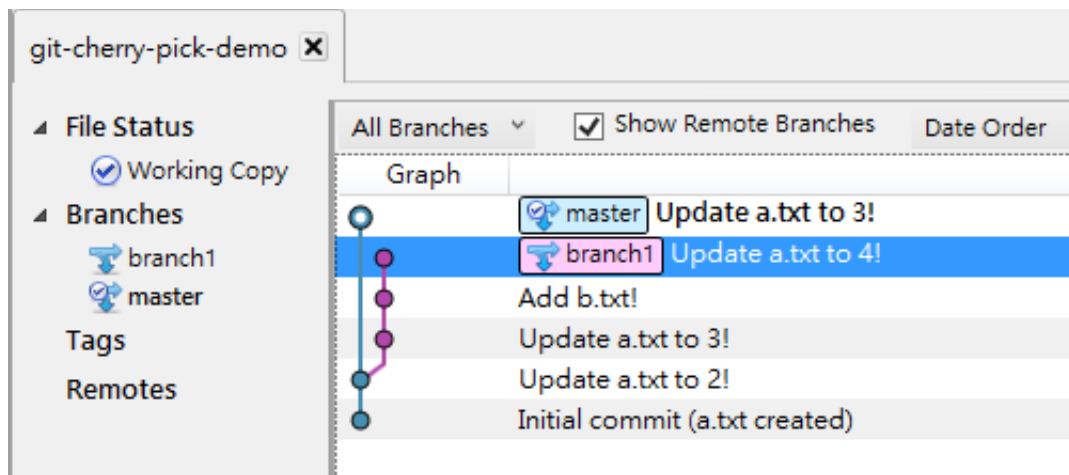 git-cherry-pick-demo
File Status
Working Copy
Branches
branch1
master
Tags
Remotes
All Branches Show Remote Branches Date Order
Graph
master Update a.txt to 3!
branch1 Update a.txt to 4!
Add b.txt!
Update a.txt to 3!
Update a.txt to 2!
Initial commit (a.txt created)